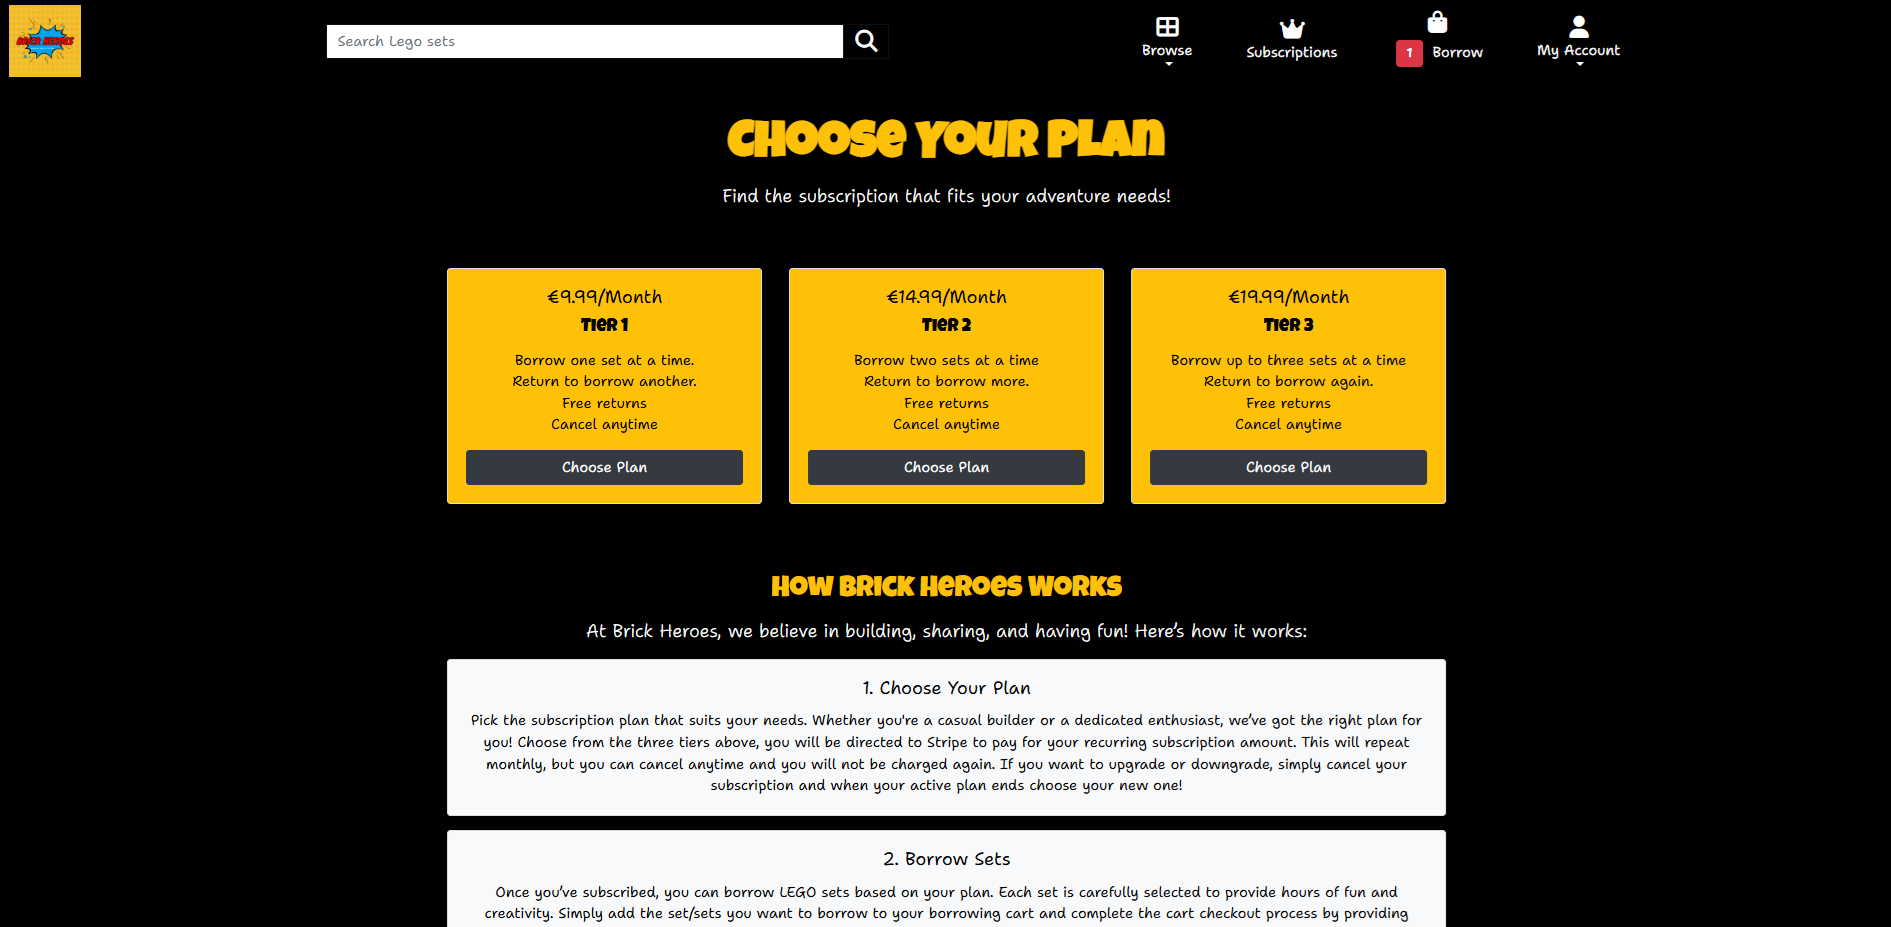 BRICK HEROES
Search Lego sets
Browse
Subscriptions
1 Borrow
My Account
Choose Your Plan
Find the subscription that fits your adventure needs!
€9.99/Month
Tier 1
Borrow one set at a time.
Return to borrow another.
Free returns
Cancel anytime
Choose Plan
€14.99/Month
Tier 2
Borrow two sets at a time
Return to borrow more.
Free returns
Cancel anytime
Choose Plan
€19.99/Month
Tier 3
Borrow up to three sets at a time
Return to borrow again.
Free returns
Cancel anytime
Choose Plan
How Brick Heroes Works
At Brick Heroes, we believe in building, sharing, and having fun! Here’s how it works:
1. Choose Your Plan
Pick the subscription plan that suits your needs. Whether you're a casual builder or a dedicated enthusiast, we’ve got the right plan for
you! Choose from the three tiers above, you will be directed to Stripe to pay for your recurring subscription amount. This will repeat
monthly, but you can cancel anytime and you will not be charged again. If you want to upgrade or downgrade, simply cancel your
subscription and when your active plan ends choose your new one!
2. Borrow Sets
Once you’ve subscribed, you can borrow LEGO sets based on your plan. Each set is carefully selected to provide hours of fun and
creativity. Simply add the set/sets you want to borrow to your borrowing cart and complete the cart checkout process by providing